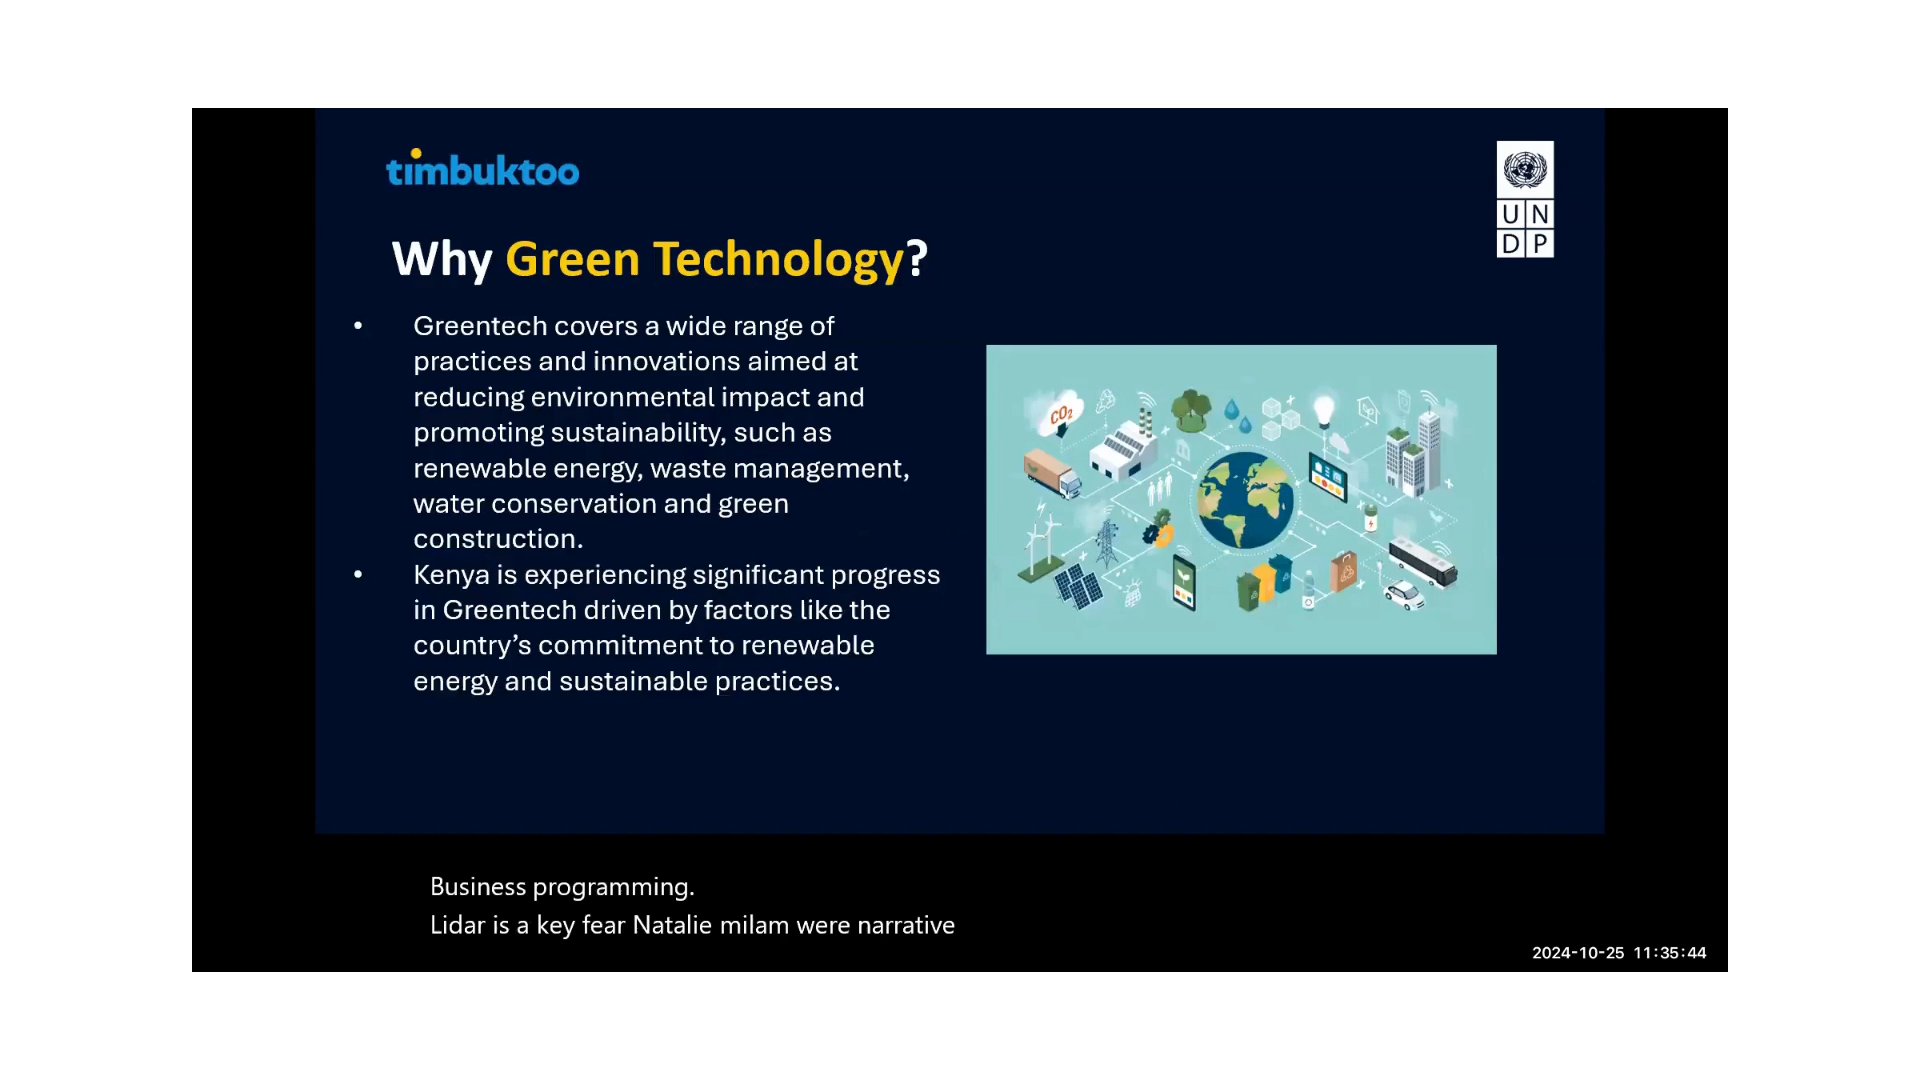 timbuktoo
U N
D P
Why Green Technology?
• Greentech covers a wide range of
practices and innovations aimed at
reducing environmental impact and
promoting sustainability, such as
renewable energy, waste management,
water conservation and green
construction.
• Kenya is experiencing significant progress
in Greentech driven by factors like the
country’s commitment to renewable
energy and sustainable practices.
CO₂
Business programming.
Lidar is a key fear Natalie milam were narrative
2024-10-25 11:35:44